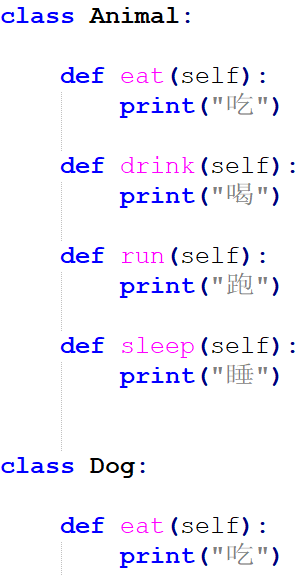 class Animal:
    def eat(self):
        print("吃")
    def drink(self):
        print("喝")
    def run(self):
        print("跑")
    def sleep(self):
        print("睡")
class Dog:
    def eat(self):
        print("吃")